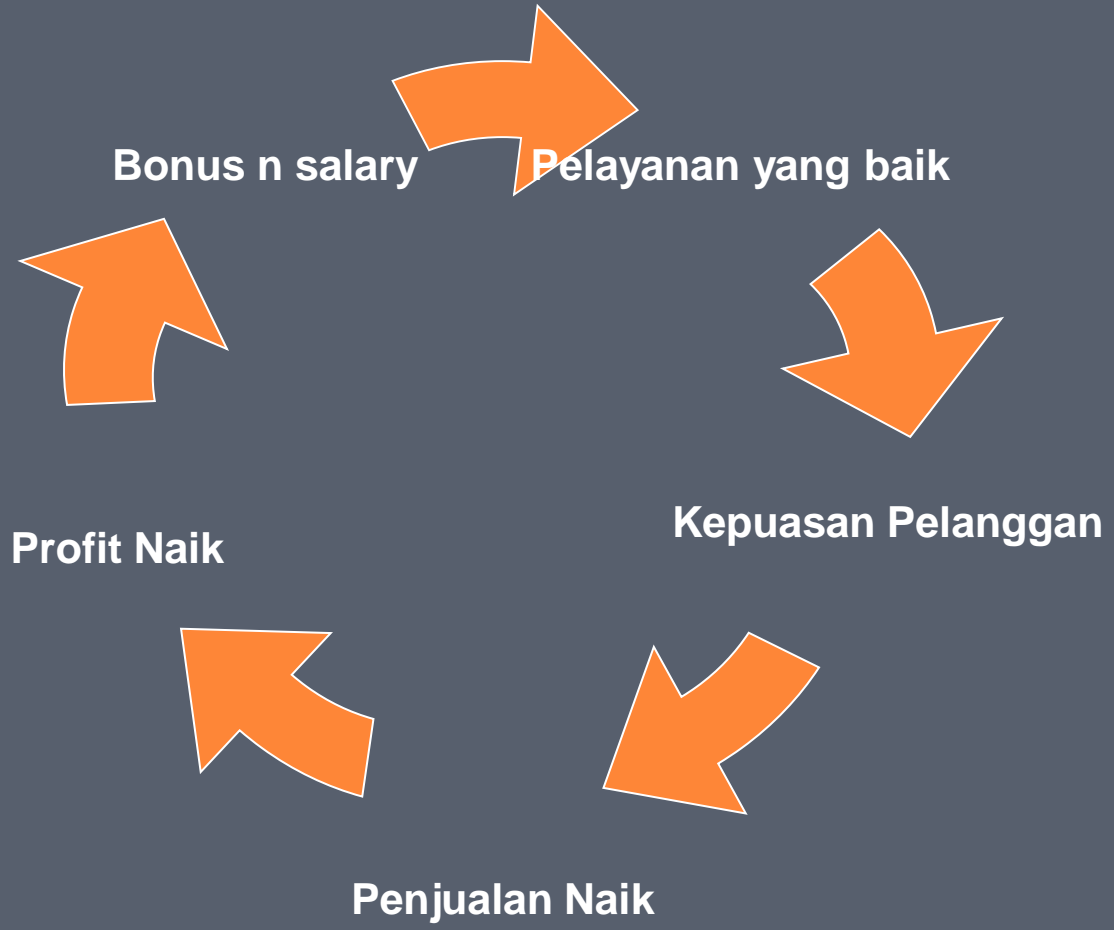 Bonus n salary
Pelayanan yang baik
Kepuasan Pelanggan
Profit Naik
Penjualan Naik